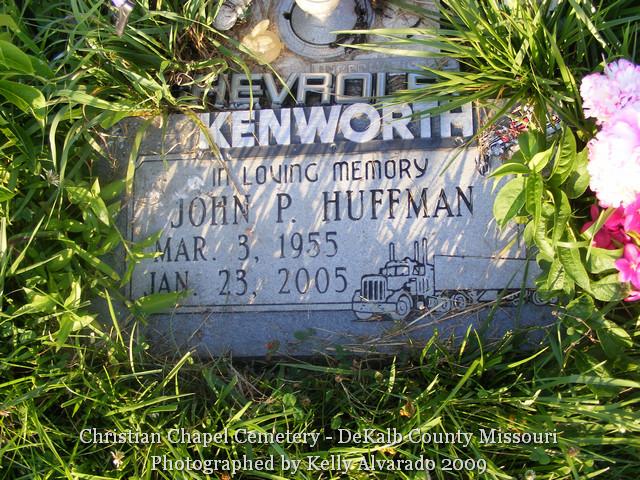 CHEVROLET
KENWORTH
IN LOVING MEMORY
JOHN P. HUFFMAN
MAR. 3, 1955
JAN. 23, 2005
Christian Chapel Cemetery - DeKalb County Missouri
Photographed by Kelly Alvarado 2009